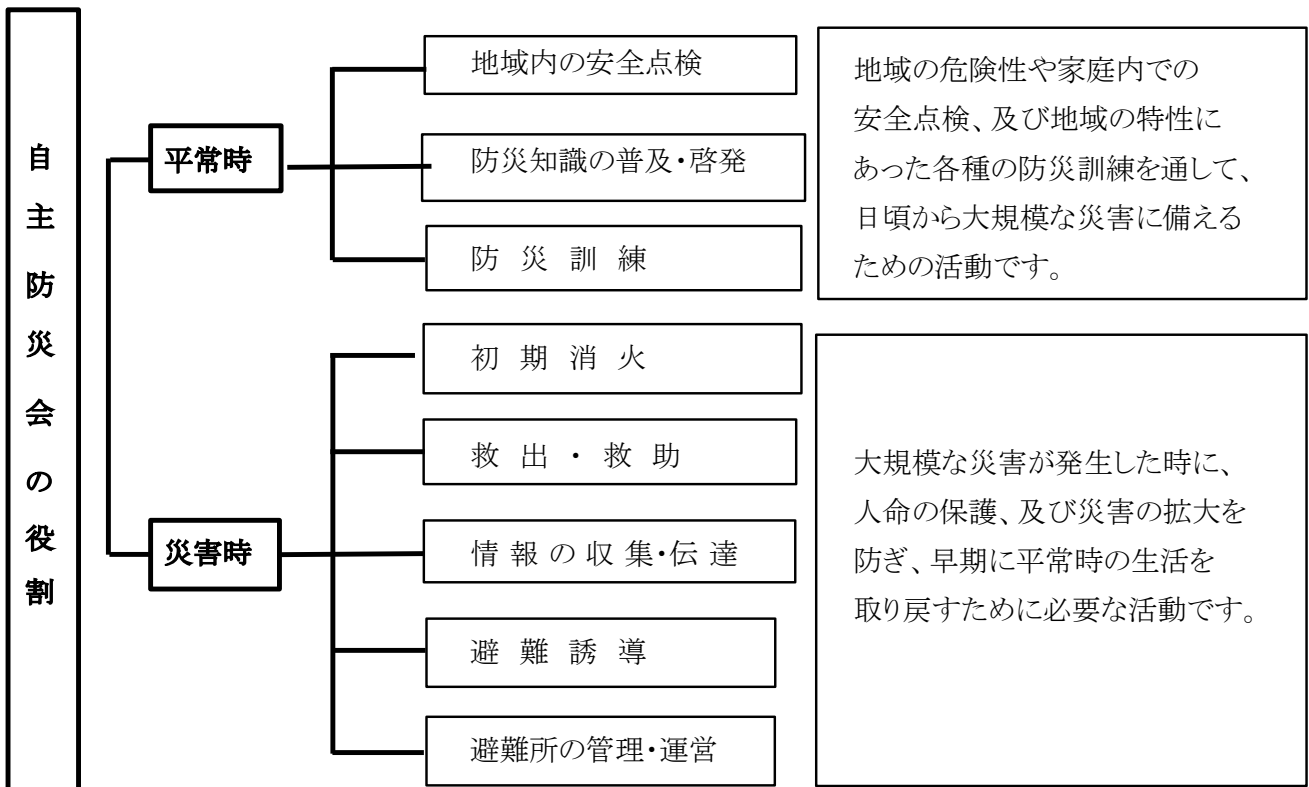 自主防災会の役割
平常時
地域内の安全点検
防災知識の普及・啓発
防災訓練
地域の危険性や家庭内での
安全点検、及び地域の特性に
あった各種の防災訓練を通して、
日頃から大規模な災害に備える
ための活動です。
災害時
初期消火
救出・救助
情報の収集・伝達
避難誘導
避難所の管理・運営
大規模な災害が発生した時に、
人命の保護、及び災害の拡大を
防ぎ、早期に平常時の生活を
取り戻すために必要な活動です。